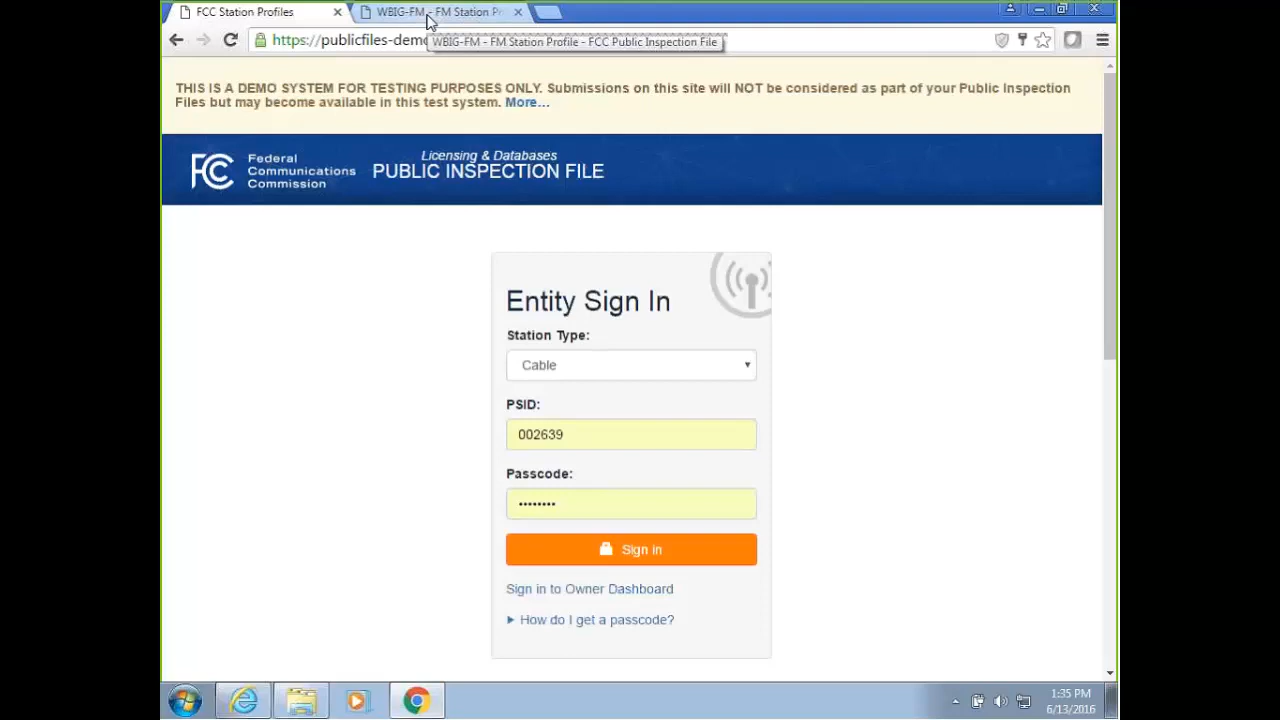 FCC Station Profiles
WBIG-FM - FM Station Pr
https://publicfiles-demo
WBIG-FM - FM Station Profile - FCC Public Inspection File
THIS IS A DEMO SYSTEM FOR TESTING PURPOSES ONLY. Submissions on this site will NOT be considered as part of your Public Inspection
Files but may become available in this test system. More...
FCC
Federal
Communications
Commission
Licensing & Databases
PUBLIC INSPECTION FILE
Entity Sign In
Station Type:
Cable
PSID:
002639
Passcode:
••••••••
Sign in
Sign in to Owner Dashboard
How do I get a passcode?
1:35 PM
6/13/2016